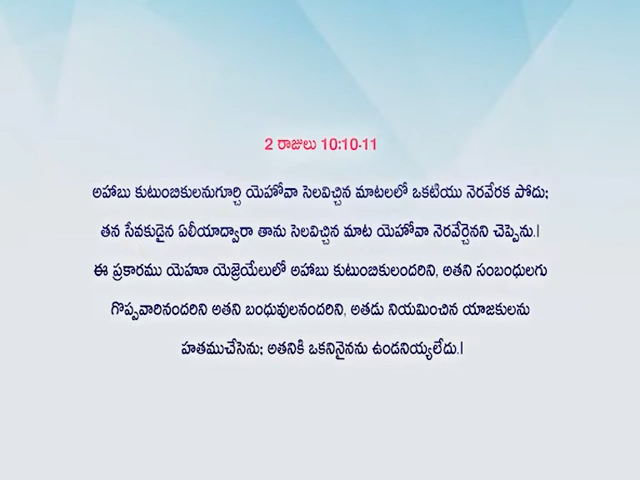 2 రాజులు 10:10-11
అహాబు కుటుంబికులనుగూర్చి యెహోవా సెలవిచ్చిన మాటలలో ఒకటియు నెరవేరక పోదు;
తన సేవకుడైన ఏలీయాద్వారా తాను సెలవిచ్చిన మాట యెహోవా నెరవేర్చెనని చెప్పెను.|
ఈ ప్రకారము యెహూ యెజ్రెయేలులో అహాబు కుటుంబికులందరిని, అతని సంబంధులగు
గొప్పవారినందరిని అతని బంధువులనందరిని, అతడు నియమించిన యాజకులను
హతముచేసెను; అతనికి ఒకనినైనను ఉండనియ్యలేదు.|